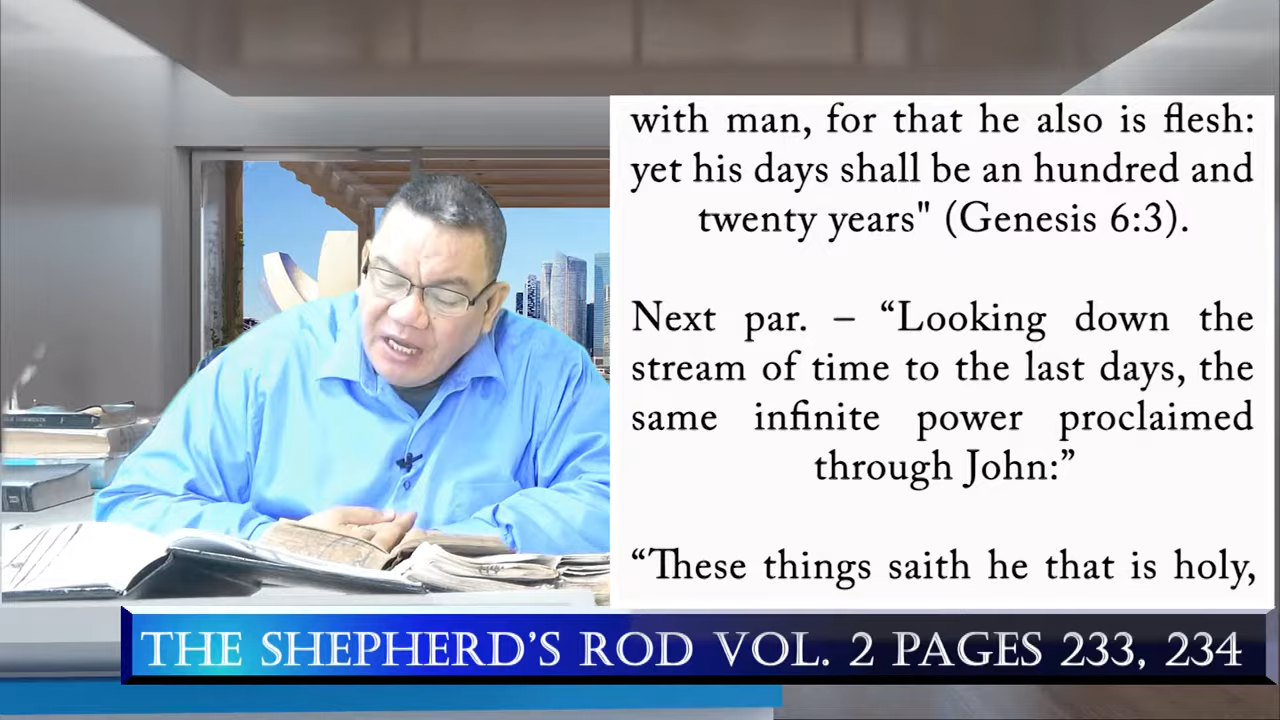 with man, for that he also is flesh:
yet his days shall be an hundred and
twenty years" (Genesis 6:3).
Next par. – “Looking down the
stream of time to the last days, the
same infinite power proclaimed
through John:”
“These things saith he that is holy,
THE SHEPHERD’S ROD VOL. 2 PAGES 233, 234